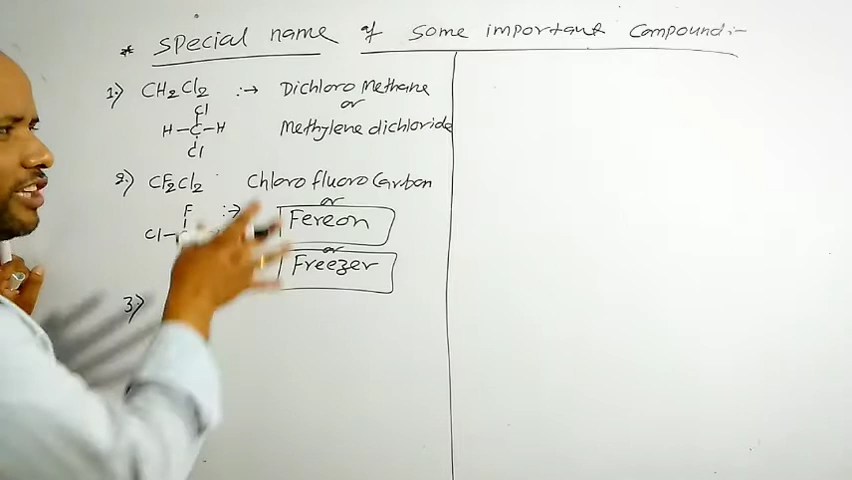 * Special name of some important Compound:-
1.) CH2Cl2 :→ Dichloro Methane
or
Cl
H-C-H Methylene dichloride
Cl
2.) CF2Cl2 Chloro fluoro Carbon
or
F :→ Fereon
Cl-
or
Freezer
3.)